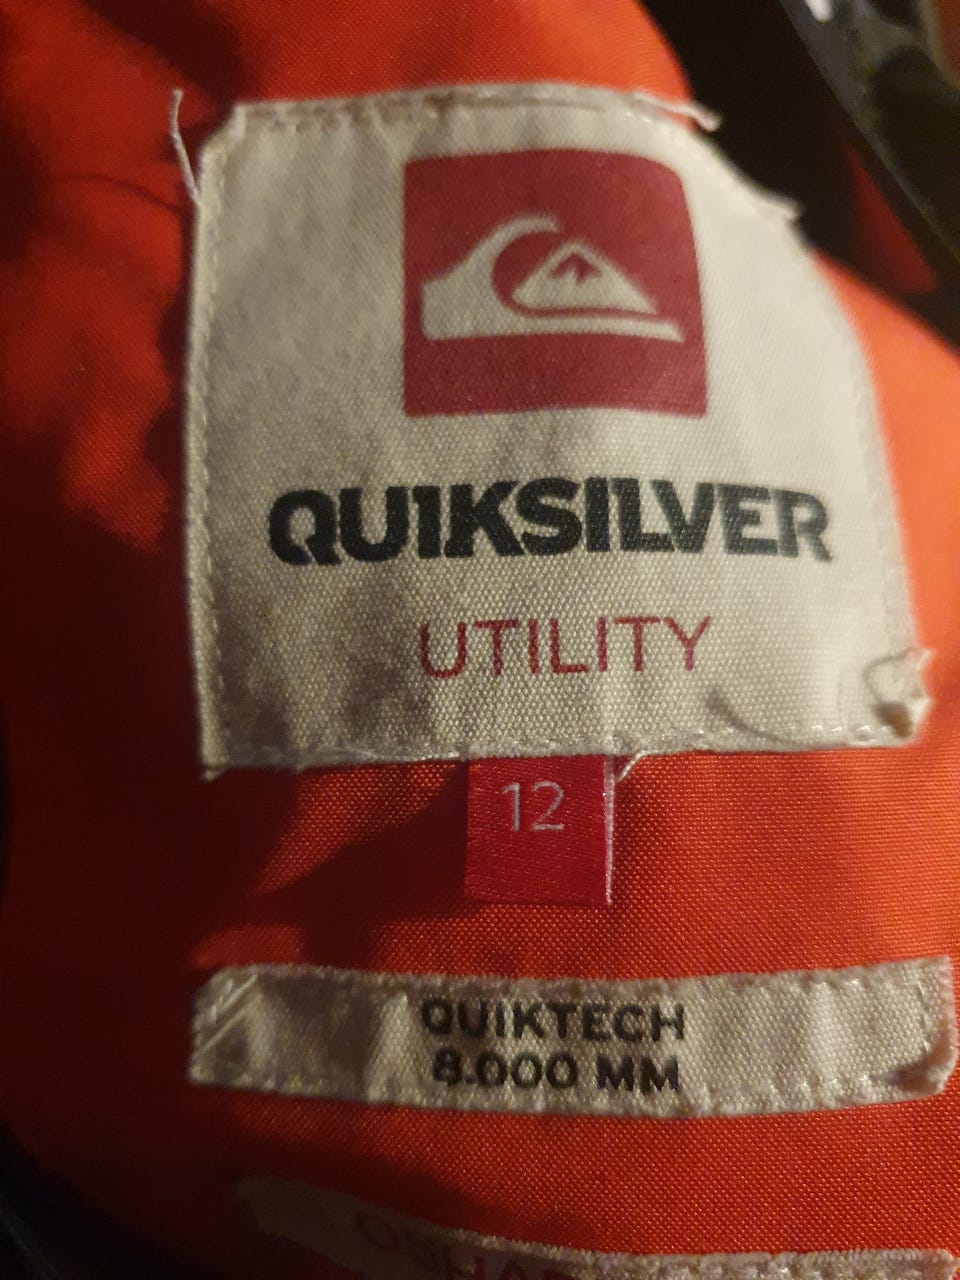 QUIKSILVER
UTILITY
12
QUIKTECH
8.000 MM